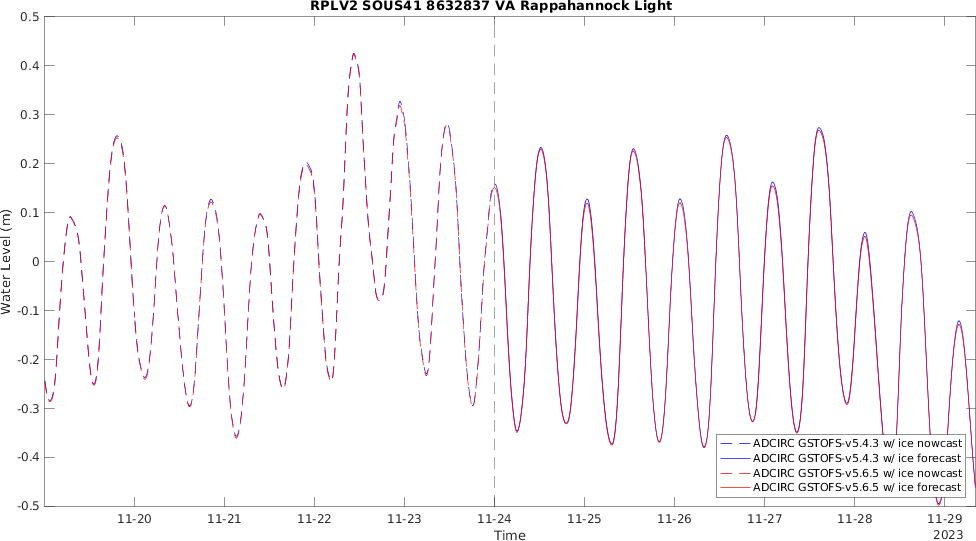 RPLV2 SOUS41 8632837 VA Rappahannock Light
0.5
0.4
0.3
0.2
0.1
0
-0.1
-0.2
-0.3
-0.4
-0.5
Water Level (m)
ADCIRC GSTOFS-v5.4.3 w/ ice nowcast
ADCIRC GSTOFS-v5.4.3 w/ ice forecast
ADCIRC GSTOFS-v5.6.5 w/ ice nowcast
ADCIRC GSTOFS-v5.6.5 w/ ice forecast
11-20 11-21 11-22 11-23 11-24 11-25 11-26 11-27 11-28 11-29
Time 2023